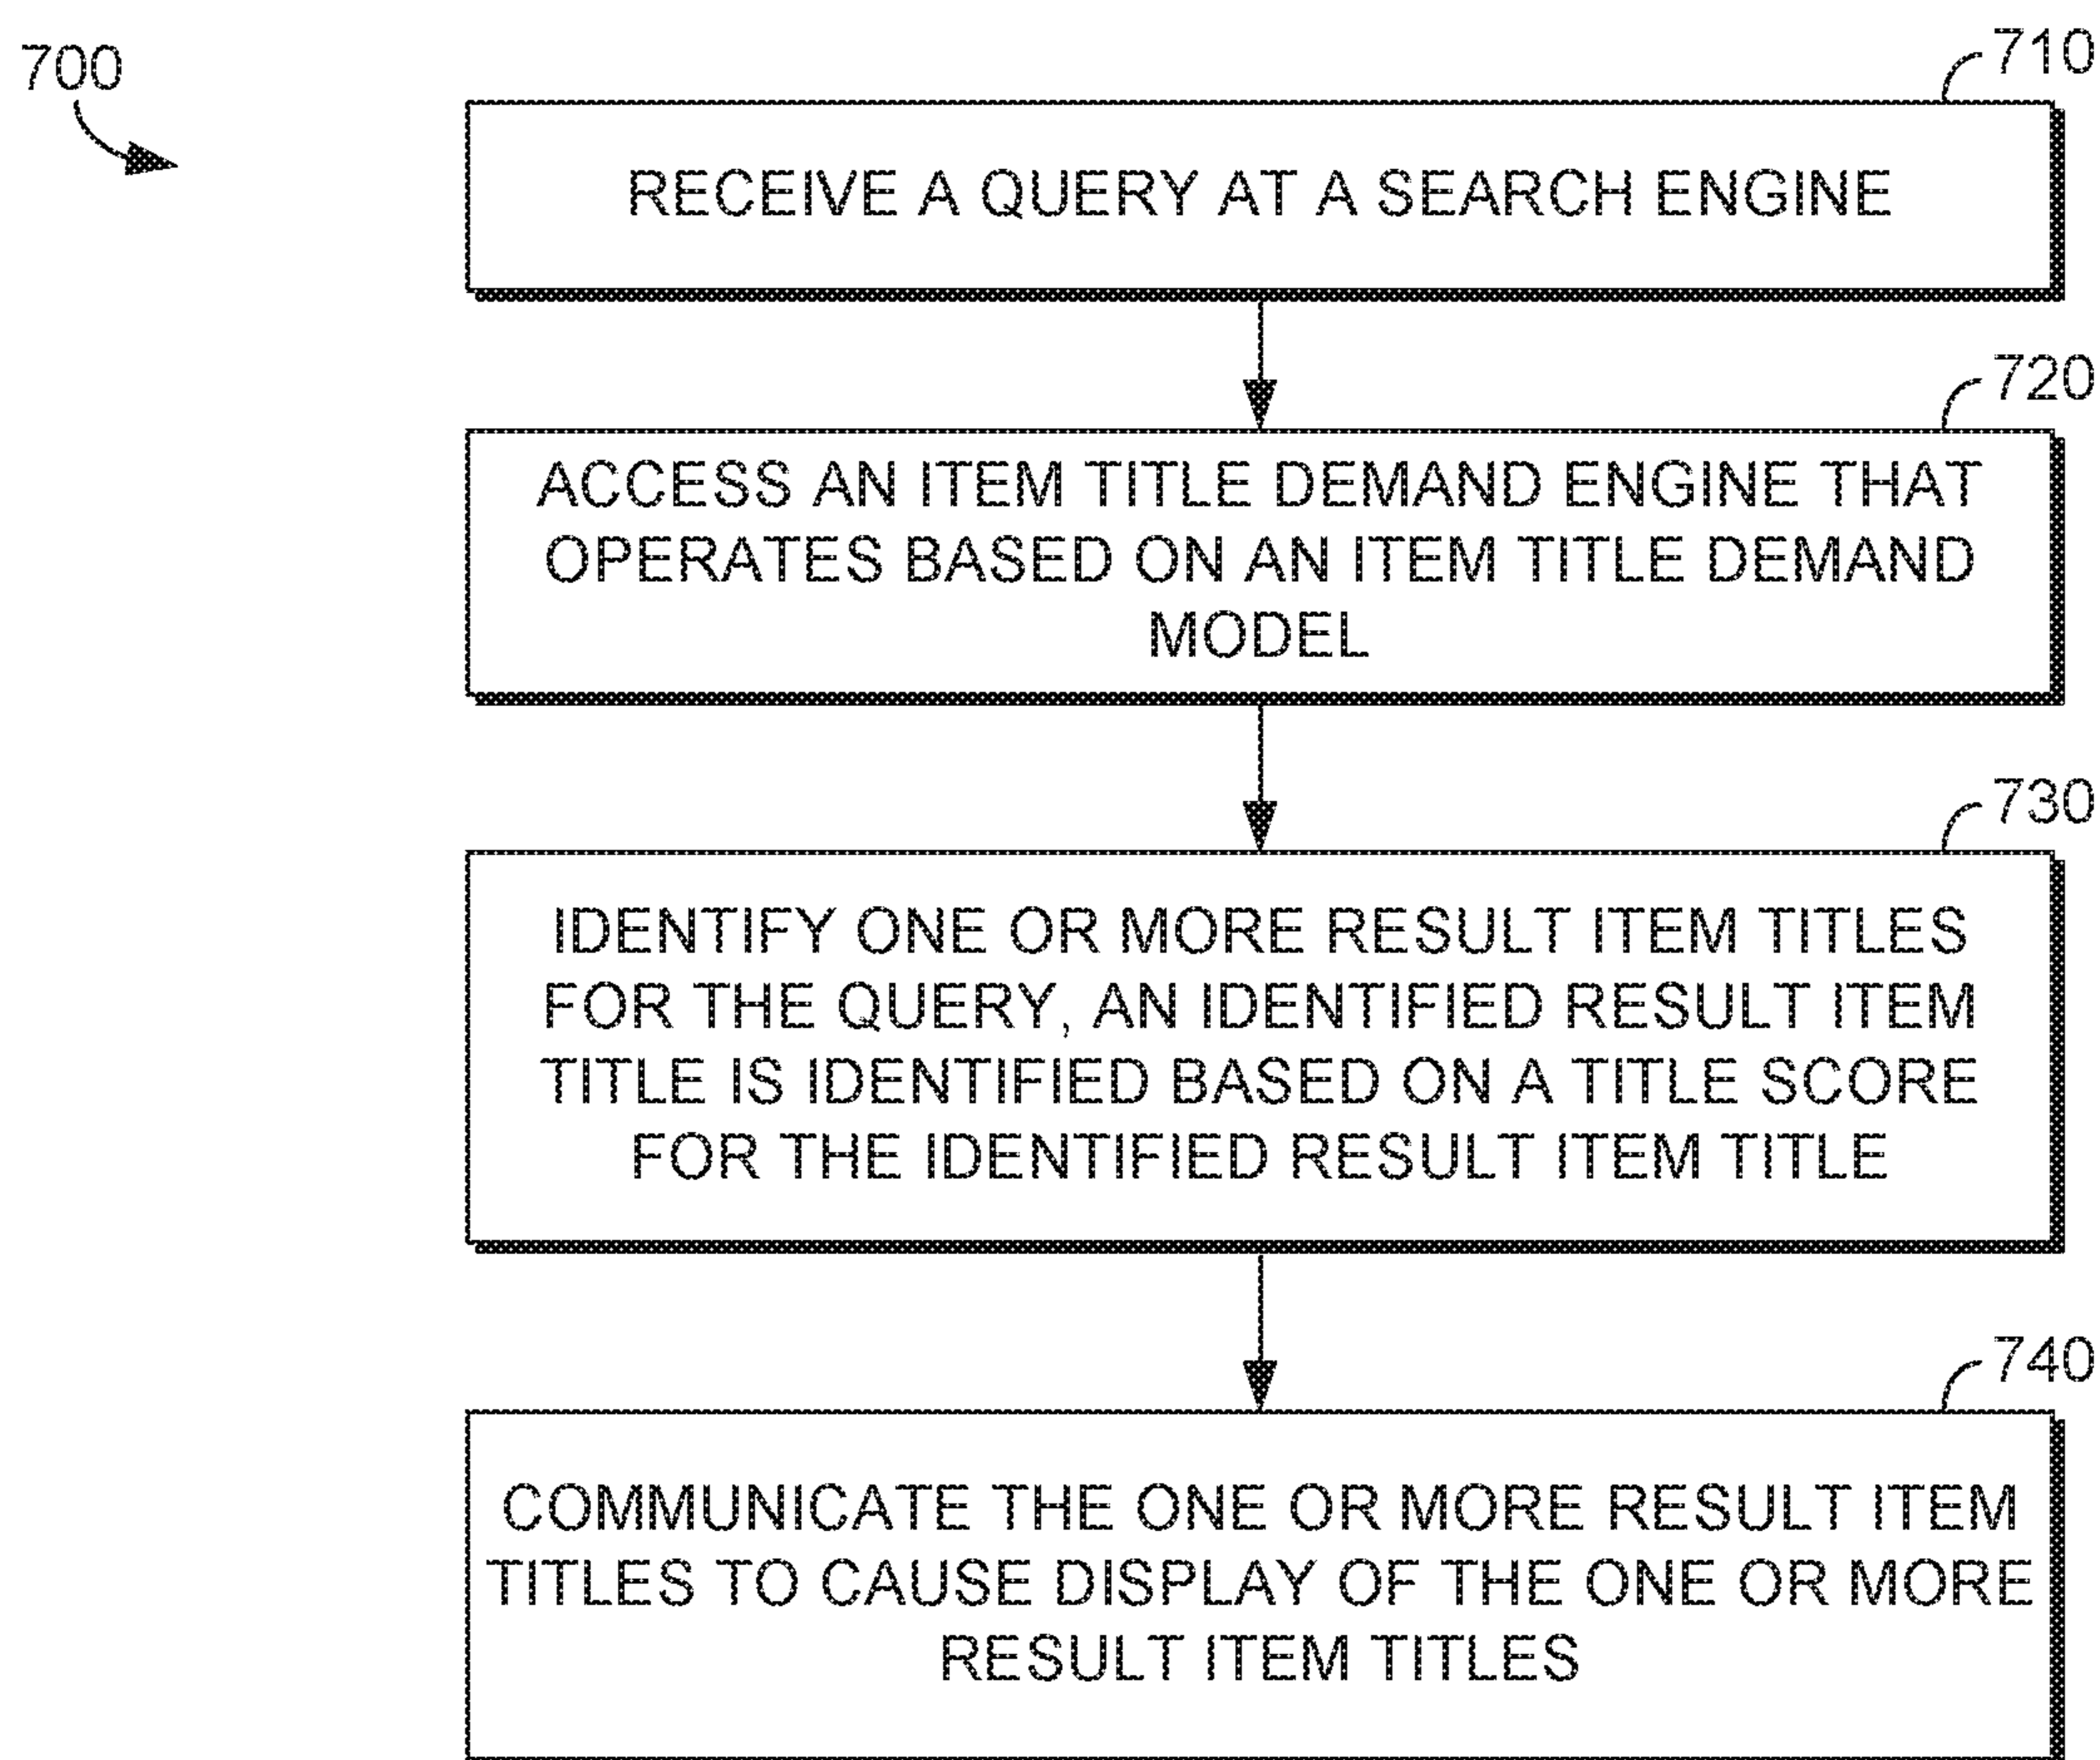 700
710
RECEIVE A QUERY AT A SEARCH ENGINE
720
ACCESS AN ITEM TITLE DEMAND ENGINE THAT
OPERATES BASED ON AN ITEM TITLE DEMAND
MODEL
730
IDENTIFY ONE OR MORE RESULT ITEM TITLES
FOR THE QUERY, AN IDENTIFIED RESULT ITEM
TITLE IS IDENTIFIED BASED ON A TITLE SCORE
FOR THE IDENTIFIED RESULT ITEM TITLE
740
COMMUNICATE THE ONE OR MORE RESULT ITEM
TITLES TO CAUSE DISPLAY OF THE ONE OR MORE
RESULT ITEM TITLES